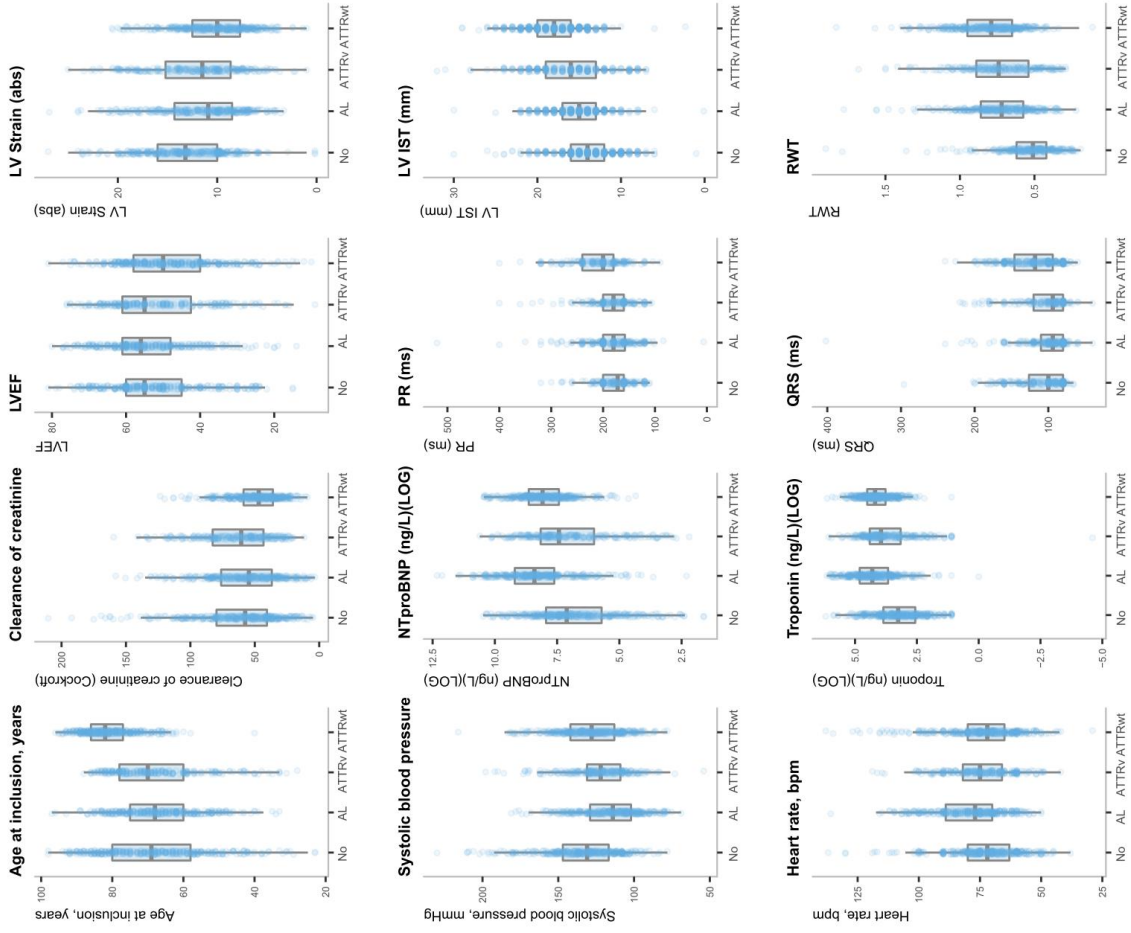 Age at inclusion, years
Age at inclusion, years
100
80
60
40
20
No AL ATTRv ATTRwt
Clearance of creatinine
Clearance of creatinine (Cockroft)
200
150
100
50
0
No AL ATTRv ATTRwt
LVEF
LVEF
80
60
40
20
No AL ATTRv ATTRwt
LV Strain (abs)
LV Strain (abs)
20
10
0
No AL ATTRv ATTRwt
Systolic blood pressure
Systolic blood pressure, mmHg
200
150
100
50
No AL ATTRv ATTRwt
NTproBNP (ng/L)(LOG)
NTproBNP (ng/L)(LOG)
12.5
10.0
7.5
5.0
2.5
No AL ATTRv ATTRwt
PR (ms)
PR (ms)
500
400
300
200
100
0
No AL ATTRv ATTRwt
LV IST (mm)
LV IST (mm)
30
20
10
0
No AL ATTRv ATTRwt
Heart rate, bpm
Heart rate, bpm
125
100
75
50
25
No AL ATTRv ATTRwt
Troponin (ng/L)(LOG)
Troponin (ng/L)(LOG)
5.0
2.5
0.0
-2.5
-5.0
No AL ATTRv ATTRwt
QRS (ms)
QRS (ms)
400
300
200
100
No AL ATTRv ATTRwt
RWT
RWT
1.5
1.0
0.5
No AL ATTRv ATTRwt